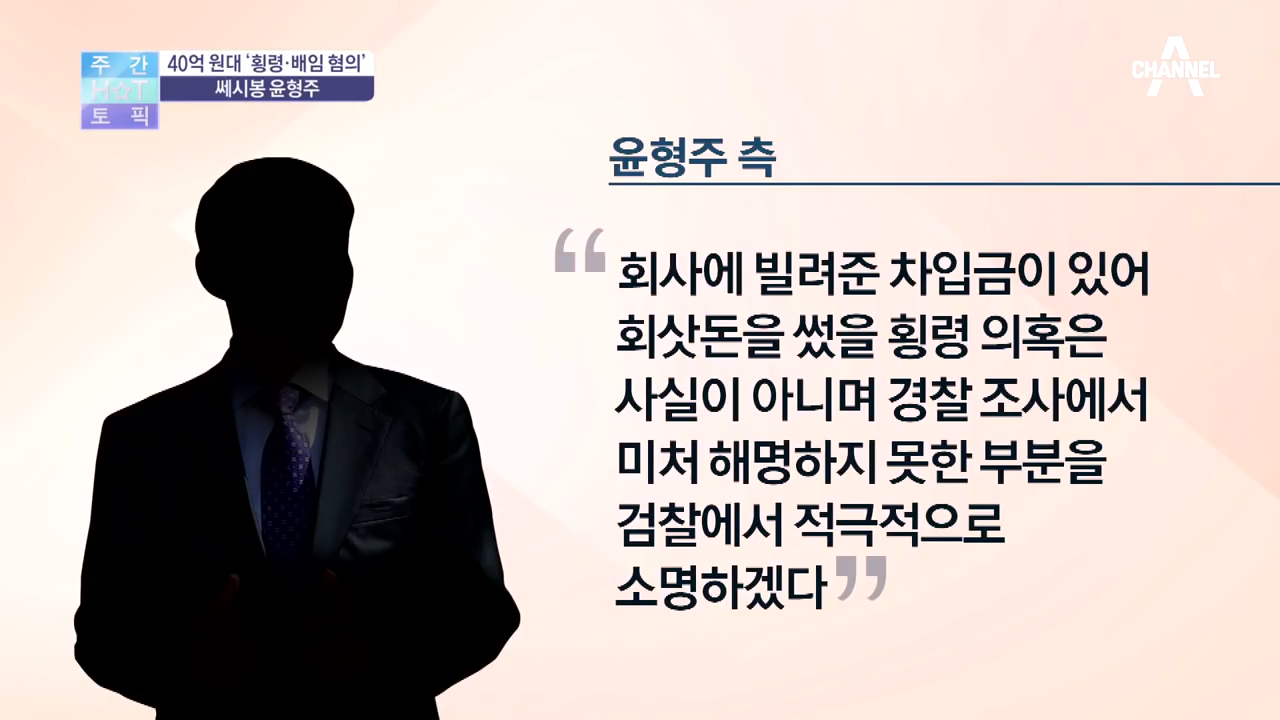 주 간
H☆T
토 픽
40억 원대 ‘횡령·배임 혐의’
쎄시봉 윤형주
CHANNEL A
윤형주 측
“회사에 빌려준 차입금이 있어
회삿돈을 썼을 횡령 의혹은
사실이 아니며 경찰 조사에서
미처 해명하지 못한 부분을
검찰에서 적극적으로
소명하겠다”